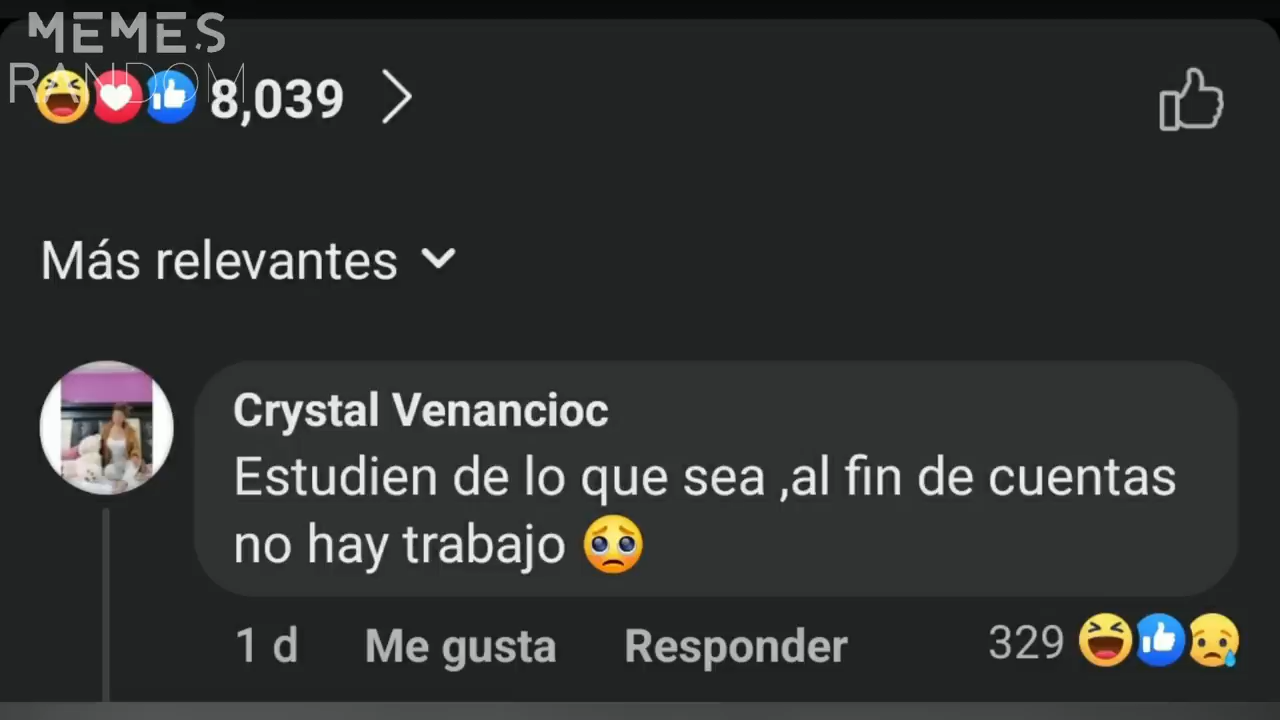 MEMES
RANDOM
8,039
Más relevantes
Crystal Venancioc
Estudien de lo que sea ,al fin de cuentas
no hay trabajo 🥺
1 d Me gusta Responder 329